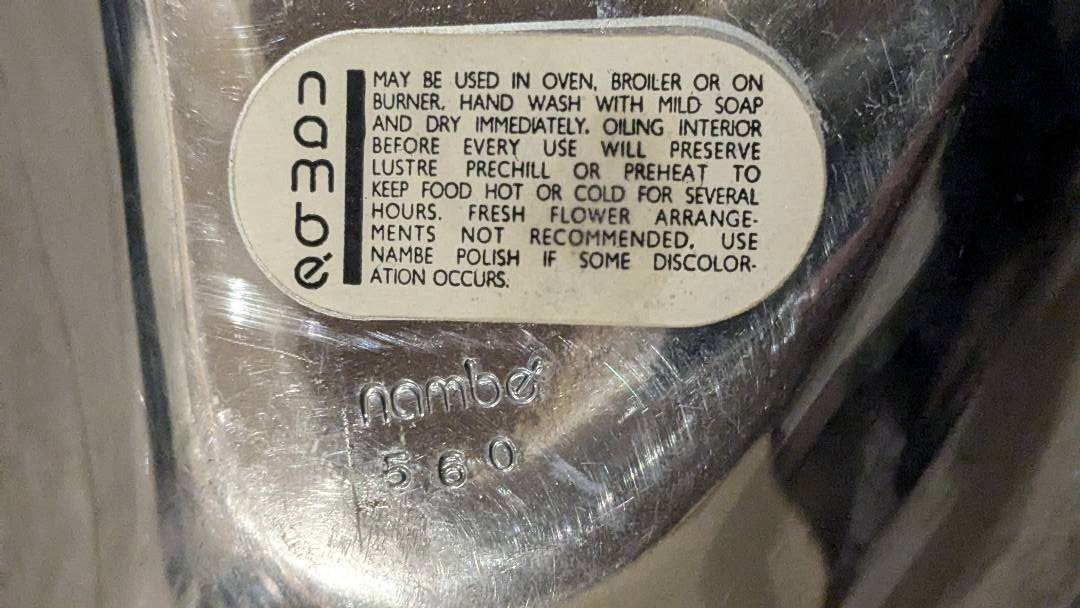 nambé
MAY BE USED IN OVEN, BROILER OR ON
BURNER. HAND WASH WITH MILD SOAP
AND DRY IMMEDIATELY. OILING INTERIOR
BEFORE EVERY USE WILL PRESERVE
LUSTRE PRECHILL OR PREHEAT TO
KEEP FOOD HOT OR COLD FOR SEVERAL
HOURS. FRESH FLOWER ARRANGE-
MENTS NOT RECOMMENDED. USE
NAMBE POLISH IF SOME DISCOLOR-
ATION OCCURS.
nambé
560